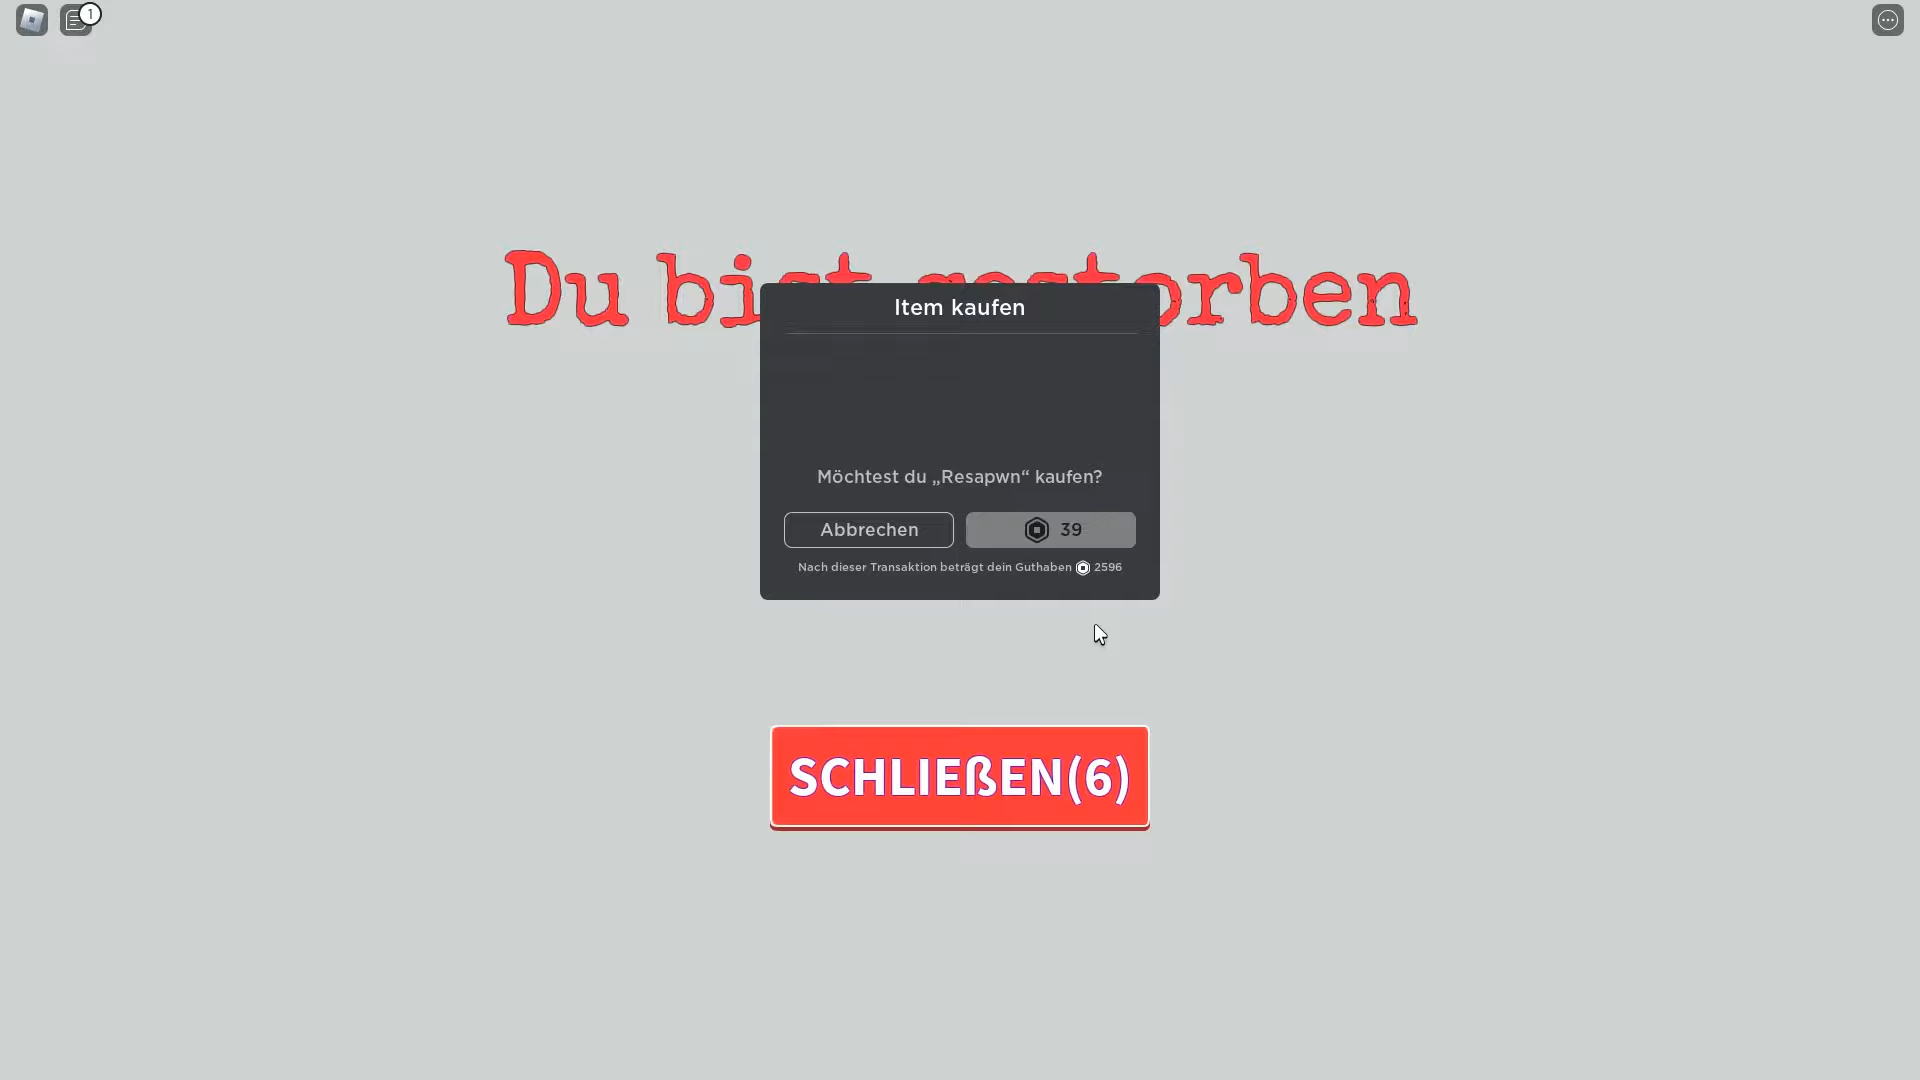 1
Du bist gestorben
Item kaufen
Möchtest du „Resapwn“ kaufen?
Abbrechen
39
Nach dieser Transaktion beträgt dein Guthaben 2596
SCHLIEßEN(6)